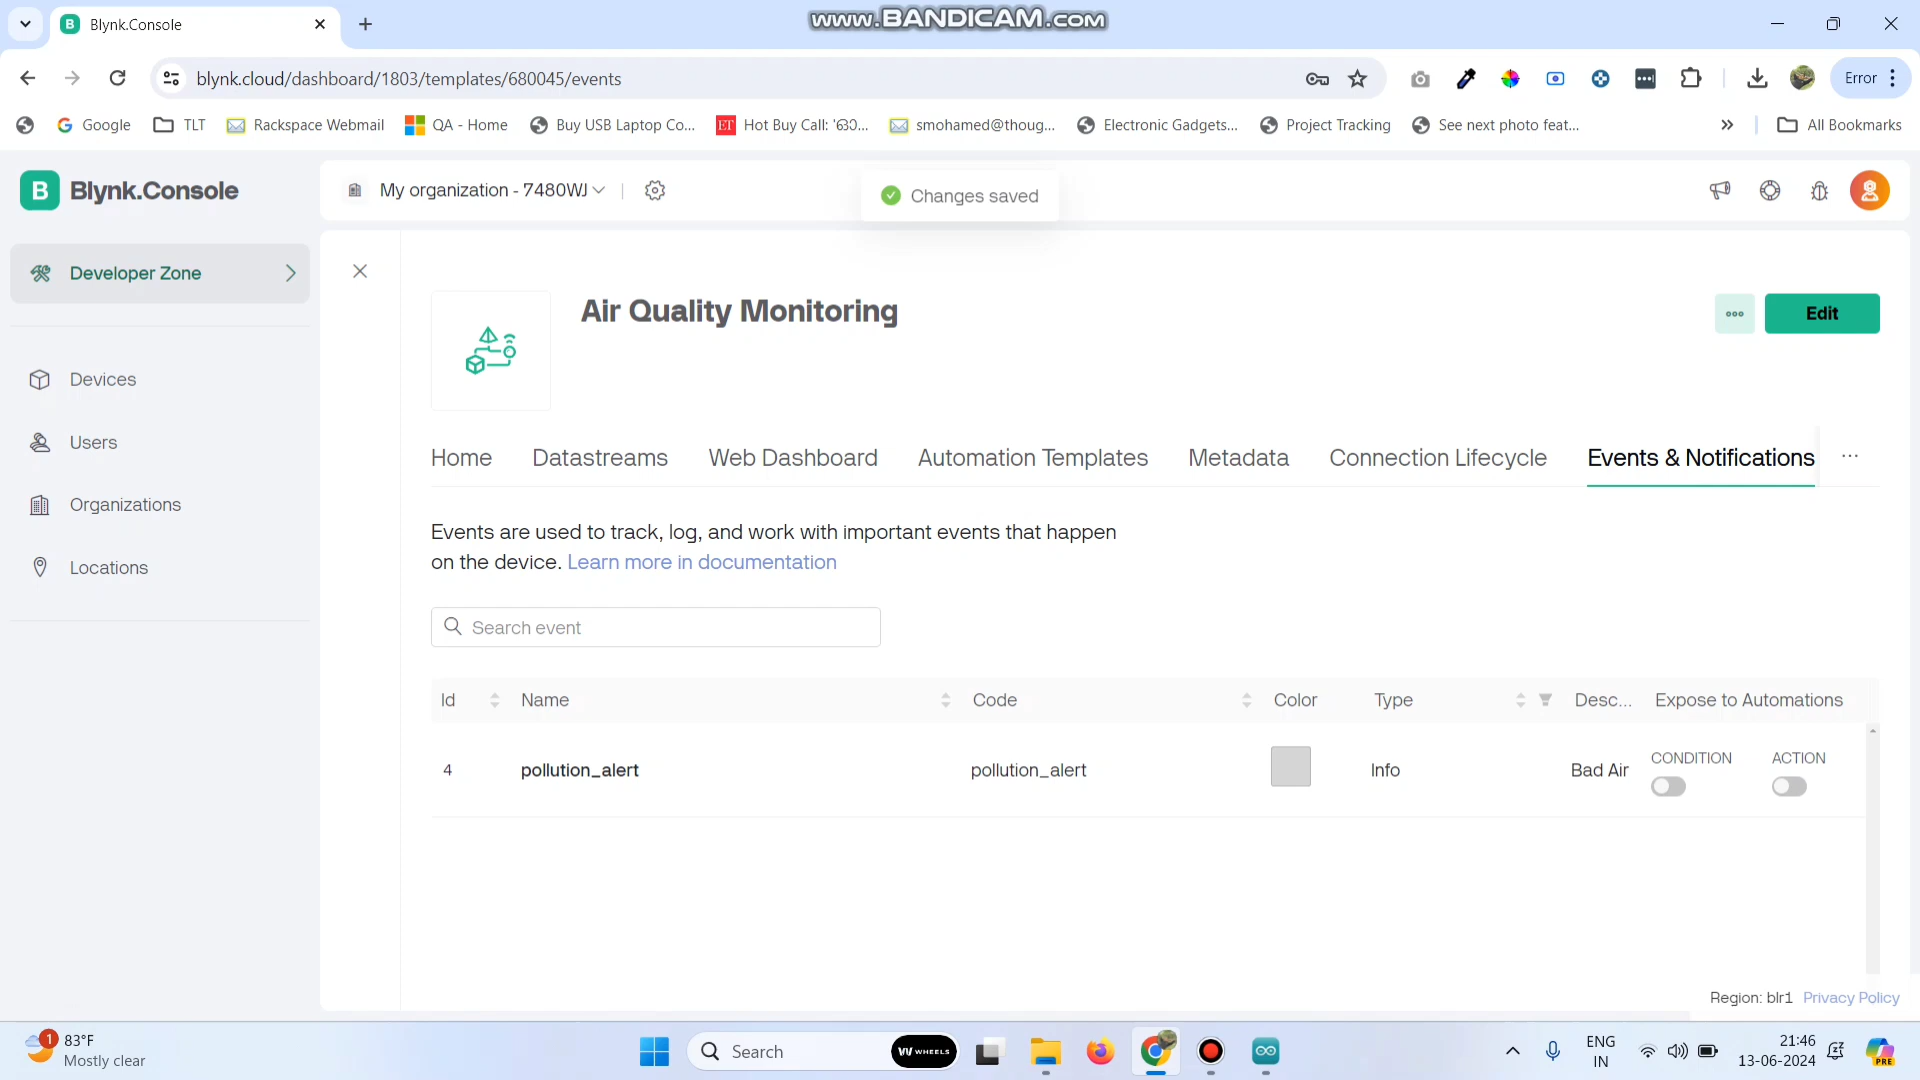 Blynk.Console
www.BANDICAM.com
blynk.cloud/dashboard/1803/templates/680045/events
Error
Google
TLT
Rackspace Webmail
QA - Home
Buy USB Laptop Co...
Hot Buy Call: '630...
smohamed@thoug...
Electronic Gadgets...
Project Tracking
See next photo feat...
All Bookmarks
B
Blynk.Console
My organization - 7480WJ
Changes saved
Developer Zone
Devices
Users
Organizations
Locations
Air Quality Monitoring
Edit
Home
Datastreams
Web Dashboard
Automation Templates
Metadata
Connection Lifecycle
Events & Notifications
Events are used to track, log, and work with important events that happen
on the device. Learn more in documentation
Search event
Id
Name
Code
Color
Type
Desc...
Expose to Automations
4
pollution_alert
pollution_alert
Info
Bad Air
CONDITION
ACTION
Region: blr1
Privacy Policy
1
83°F
Mostly clear
Search
WHEELS
ENG
IN
21:46
13-06-2024
PRE